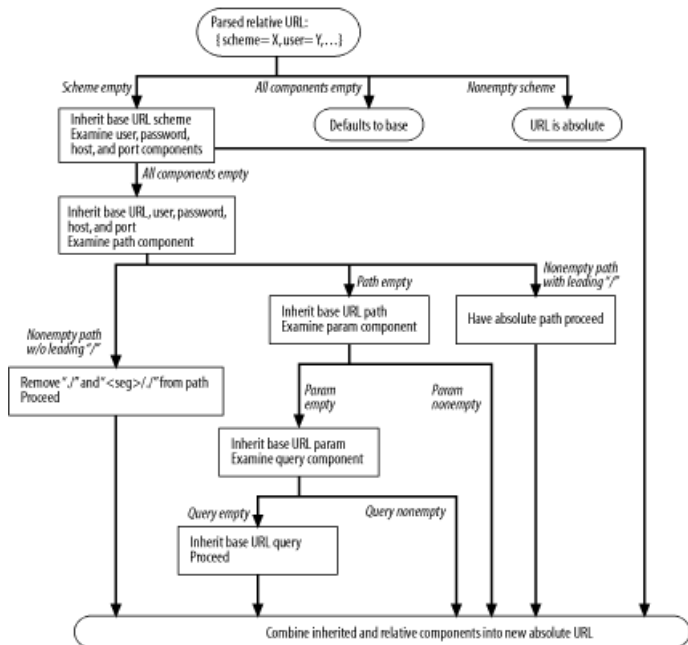 Parsed relative URL:
{ scheme= X, user= Y,…}
Scheme empty
All components empty
Nonempty scheme
Inherit base URL scheme
Examine user, password,
host, and port components
Defaults to base
URL is absolute
All components empty
Inherit base URL, user, password,
host, and port
Examine path component
Path empty
Nonempty path
with leading "/"
Nonempty path
w/o leading "/"
Inherit base URL path
Examine param component
Have absolute path proceed
Remove "./" and "<seg>/./" from path
Proceed
Param
empty
Param
nonempty
Inherit base URL param
Examine query component
Query empty
Query nonempty
Inherit base URL query
Proceed
Combine inherited and relative components into new absolute URL